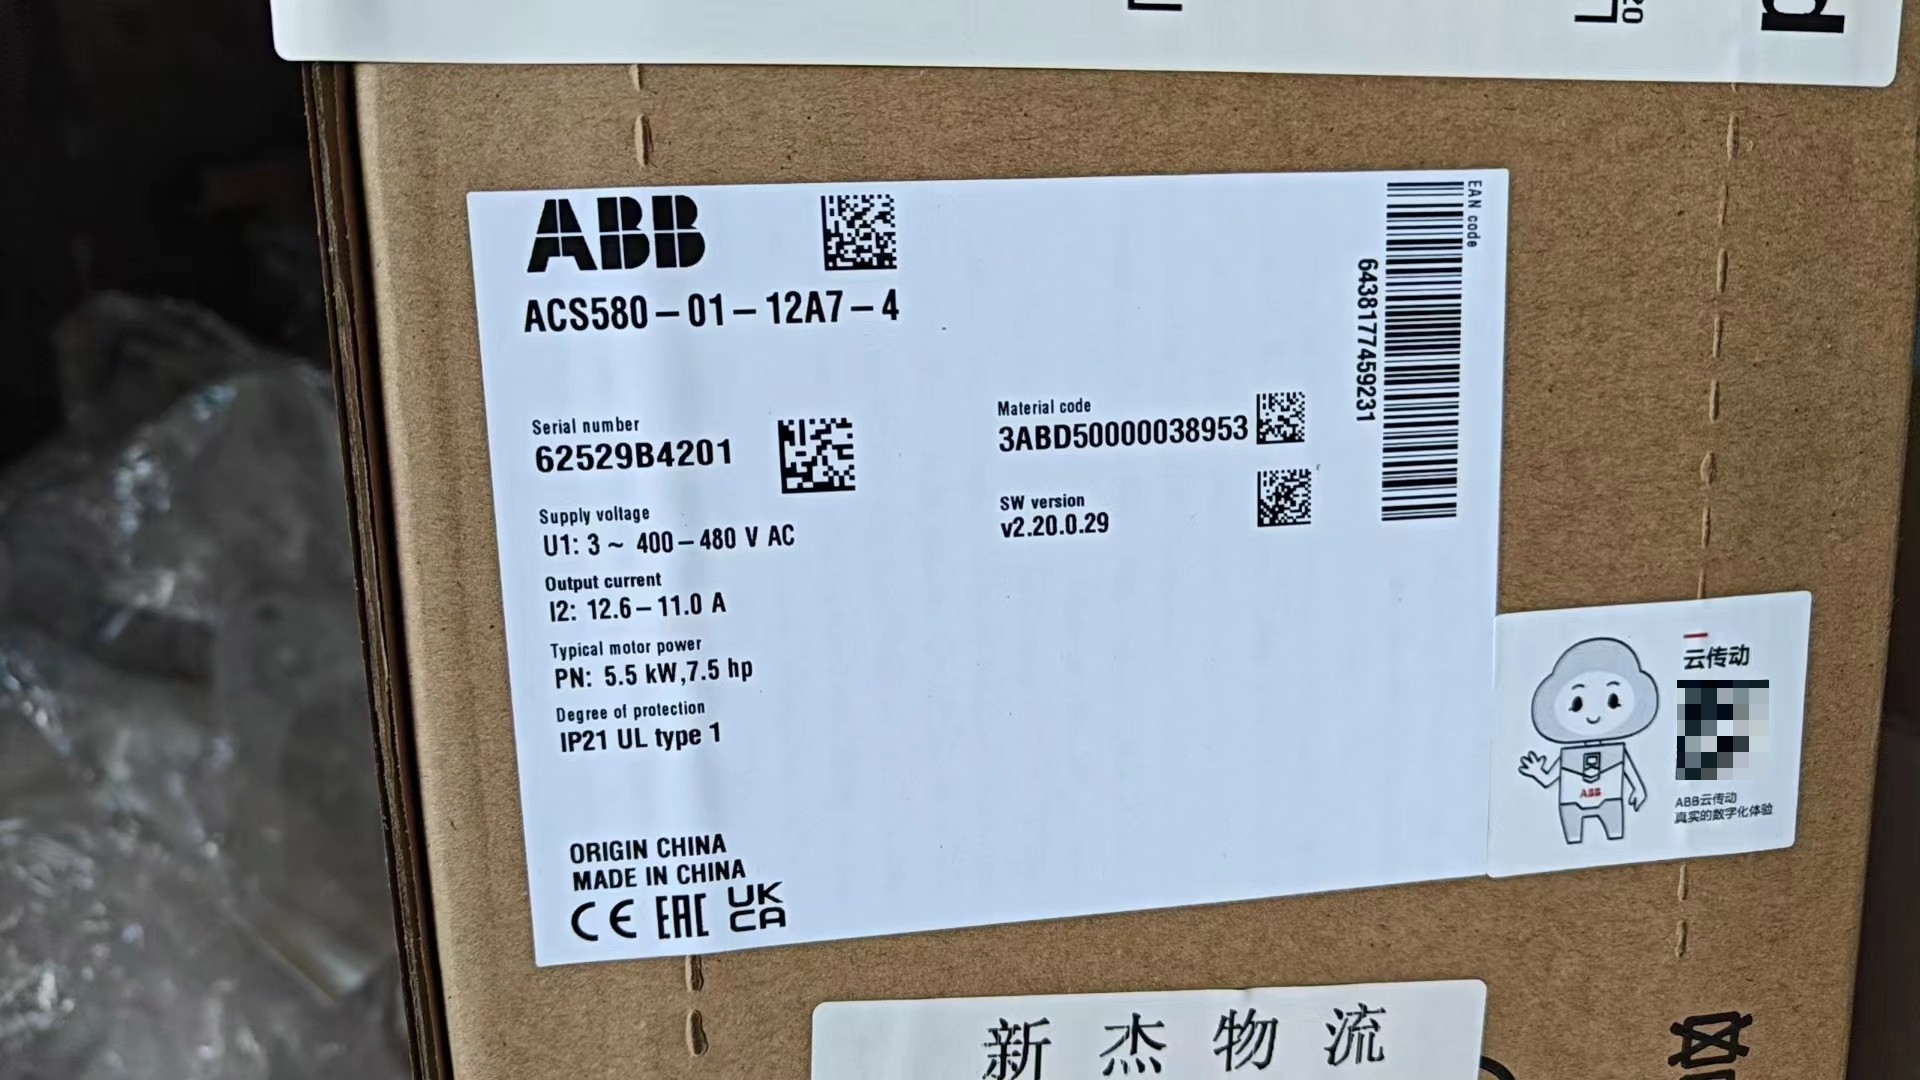 ABB
ACS580-01-12A7-4
EAN code
6438177459231
Serial number
62529B4201
Material code
3ABD50000038953
Supply voltage
U1: 3~ 400-480 V AC
SW version
v2.20.0.29
Output current
I2: 12.6-11.0 A
Typical motor power
PN: 5.5 kW,7.5 hp
Degree of protection
IP21 UL type 1
ORIGIN CHINA
MADE IN CHINA
CE EAC UK
CA
云传动
ABB
ABB云传动
真实的数字化体验
新杰物流